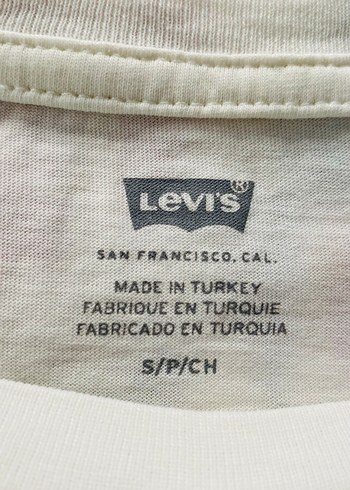 Levi's®
SAN FRANCISCO, CAL.
MADE IN TURKEY
FABRIQUE EN TURQUIE
FABRICADO EN TURQUIA
S/P/CH